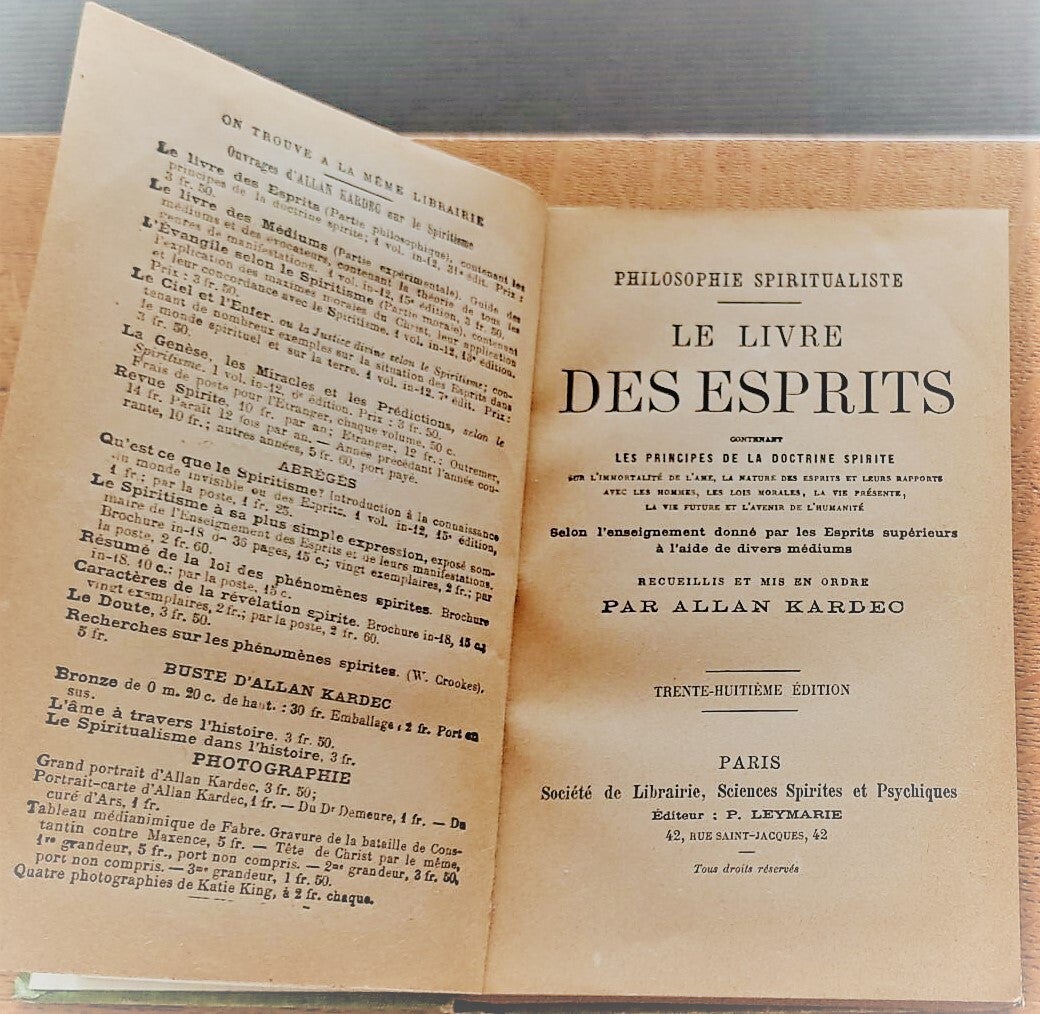 ON TROUVE A LA MÊME LIBRAIRIE
Ouvrages d'ALLAN KARDEC sur le Spiritisme
Le livre des Esprits (Partie philosophique), contenant les
principes de la doctrine spirite; 1 vol. in-12, 31e édit. Prix :
3 fr. 50.
Le livre des Médiums (Partie expérimentale). Guide des
médiums et des évocateurs, contenant la théorie de tous les
genres de manifestations. 1 vol. in-12, 15e édition, 3 fr. 50.
L'Évangile selon le Spiritisme (Partie morale), contenant
l'explication des maximes morales du Christ, leur application
et leur concordance avec le Spiritisme. 1 vol. in-12, édition.
Prix : 3 fr. 50.
Le Ciel et l'Enfer, ou la Justice divine selon le Spiritisme; con-
tenant de nombreux exemples sur la situation des Esprits dans
le monde spirituel et sur la terre. 1 vol. in-12, 7e édit. Prix:
3 fr. 50.
La Genèse, les Miracles et les Prédictions, selon le
Spiritisme. 1 vol. in-12, 6e édition. Prix : 3 fr. 50.
Frais de poste pour l'Étranger, chaque volume, 50 c.
Revue Spirite, 10 fr. par an; Etranger, 12 fr.; Outremer,
14 fr. Paraît 12 fois par an. — Année précédant l'année cou-
rante, 10 fr.; autres années, 5 fr. 60, port payé.
ABRÉGÉS
Qu'est ce que le Spiritisme? Introduction à la connaissance
du monde invisible ou des Esprits. 1 vol. in-12, 15e édition,
1 fr.; par la poste, 1 fr. 25.
Le Spiritisme à sa plus simple expression, exposé som-
maire de l'Enseignement des Esprits et de leurs manifestations.
Brochure in-18 d- 36 pages, 15 c.; vingt exemplaires, 2 fr.; par
la poste, 2 fr. 60.
Résumé de la loi des phénomènes spirites. Brochure
in-18. 10 c.; par la poste, 15 c.
Caractères de la révélation spirite. Brochure in-18, 15 c.;
vingt exemplaires, 2 fr.; par la poste, 2 fr. 60.
Le Doute, 3 fr. 50.
Recherches sur les phénomènes spirites. (W. Crookes),
5 fr.
BUSTE D'ALLAN KARDEC
Bronze de 0 m. 20 c. de haut. : 30 fr. Emballage, 2 fr. Port en
sus.
L'âme à travers l'histoire. 3 fr. 50.
Le Spiritualisme dans l'histoire, 3 fr.
PHOTOGRAPHIE
Grand portrait d'Allan Kardec, 3 fr. 50;
Portrait-carte d'Allan Kardec, 1 fr. — Du Dr Demeure, 1 fr. — Du
curé d'Ars, 1 fr.
Tableau médianimique de Fabre. Gravure de la bataille de Cons-
tantin contre Maxence, 5 fr. — Tête de Christ par le même,
1re grandeur, 5 fr., port non compris. — 2me grandeur, 3 fr. 50,
port non compris. — 3me grandeur, 1 fr. 50.
Quatre photographies de Katie King, à 2 fr. chaque.
PHILOSOPHIE SPIRITUALISTE
LE LIVRE
DES ESPRITS
CONTENANT
LES PRINCIPES DE LA DOCTRINE SPIRITE
SUR L'IMMORTALITÉ DE L'AME, LA NATURE DES ESPRITS ET LEURS RAPPORTS
AVEC LES HOMMES, LES LOIS MORALES, LA VIE PRÉSENTE,
LA VIE FUTURE ET L'AVENIR DE L'HUMANITÉ
Selon l'enseignement donné par les Esprits supérieurs
à l'aide de divers médiums
RECUEILLIS ET MIS EN ORDRE
PAR ALLAN KARDEC
TRENTE-HUITIÈME ÉDITION
PARIS
Société de Librairie, Sciences Spirites et Psychiques
Éditeur : P. LEYMARIE
42, RUE SAINT-JACQUES, 42
Tous droits réservés